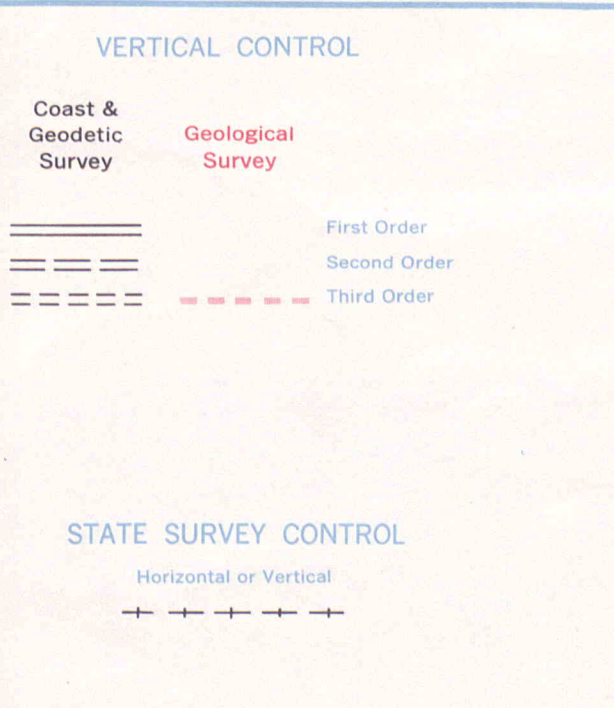 VERTICAL CONTROL
Coast &
Geodetic
Survey
Geological
Survey
First Order
Second Order
Third Order
STATE SURVEY CONTROL
Horizontal or Vertical